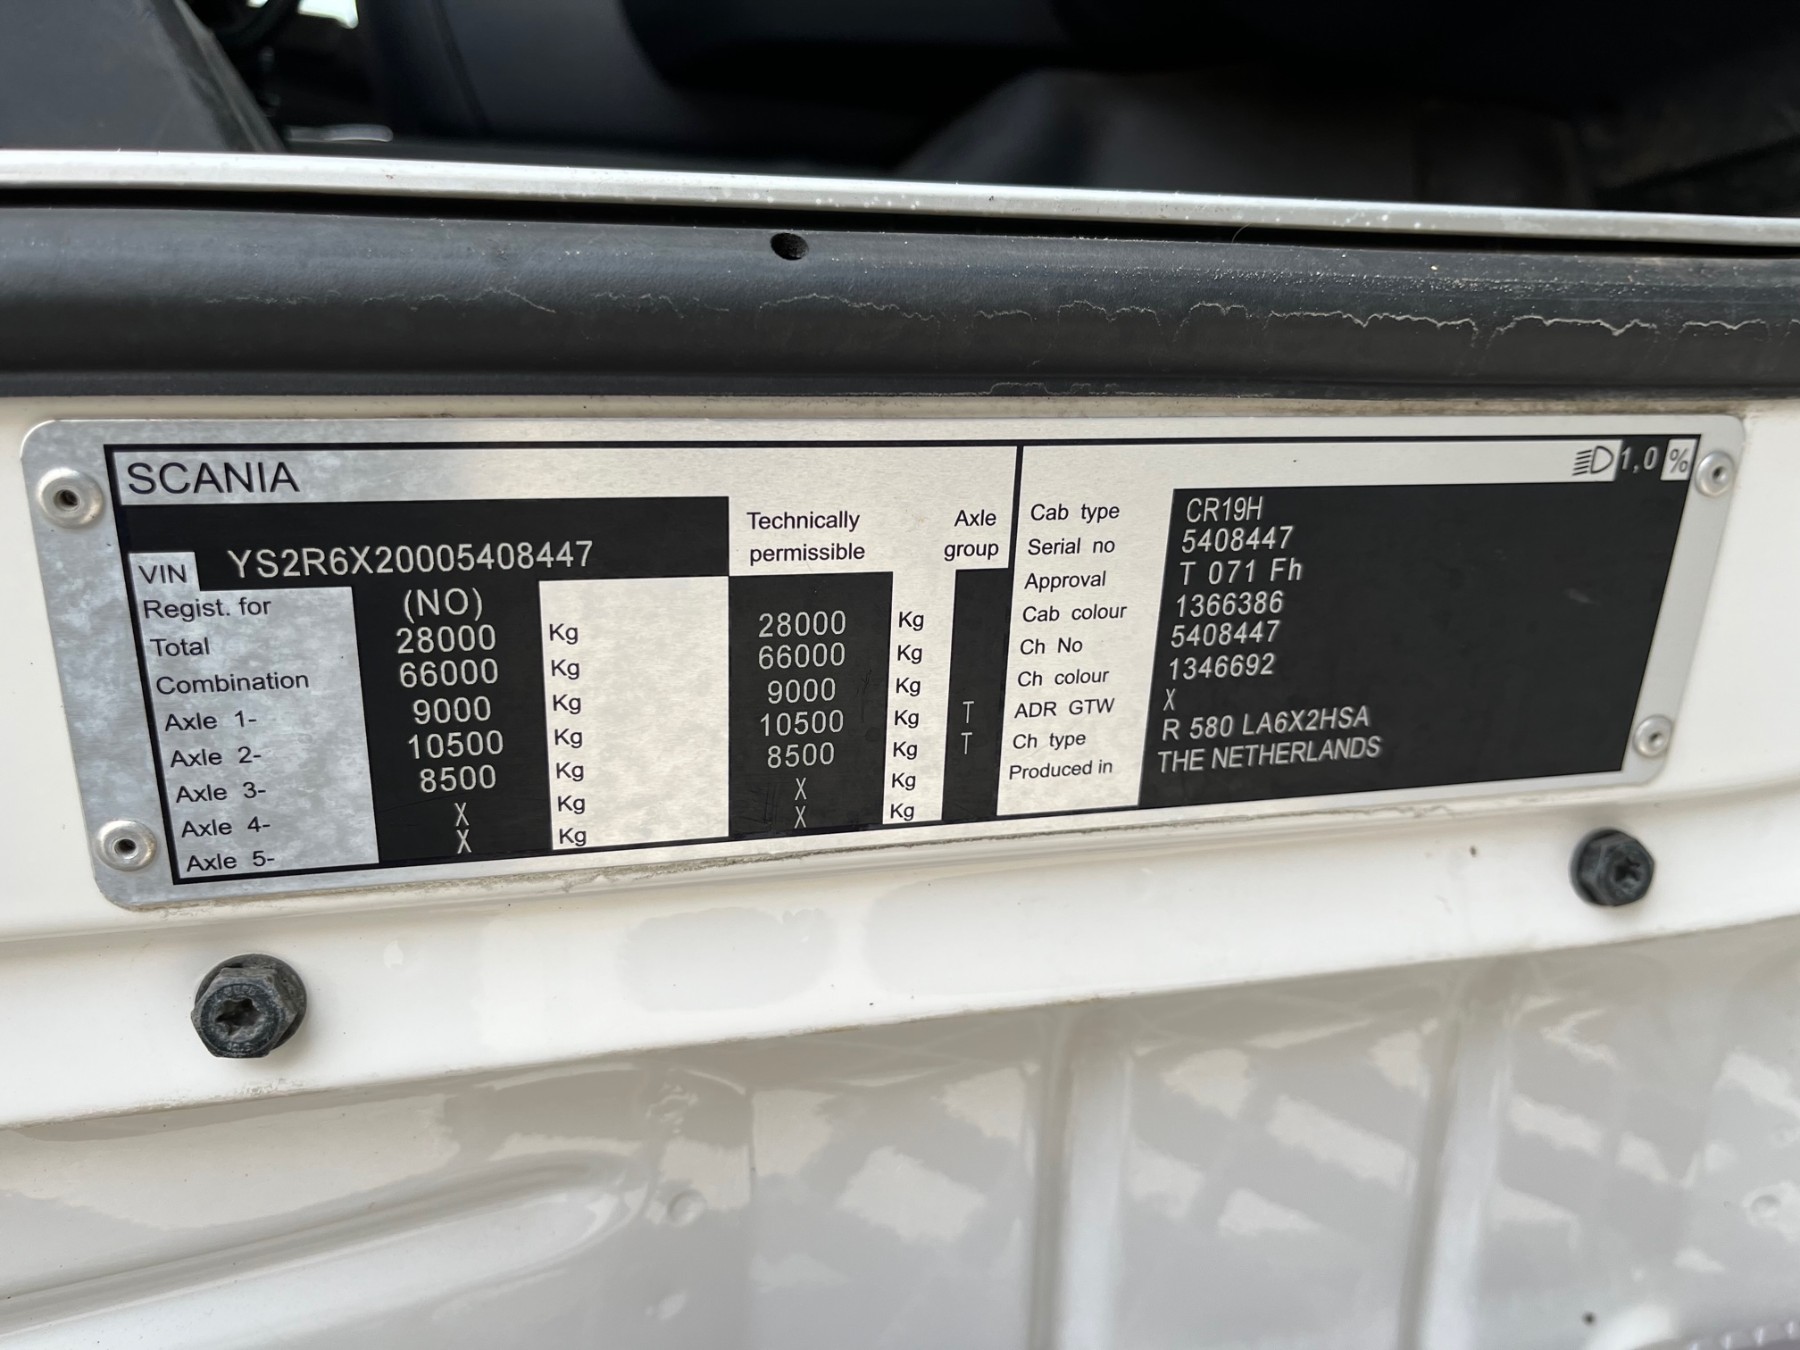 SCANIA
VIN YS2R6X20005408447
Regist. for (NO)
Technically permissible
Axle group
Total 28000 Kg 28000 Kg
Combination 66000 Kg 66000 Kg
Axle 1- 9000 Kg 9000 Kg
Axle 2- 10500 Kg 10500 Kg T
Axle 3- 8500 Kg 8500 Kg T
Axle 4- X Kg X Kg
Axle 5- X Kg X Kg
1,0 %
Cab type CR19H
Serial no 5408447
Approval T 071 Fh
Cab colour 1366386
Ch No 5408447
Ch colour 1346692
ADR GTW X
Ch type R 580 LA6X2HSA
Produced in THE NETHERLANDS